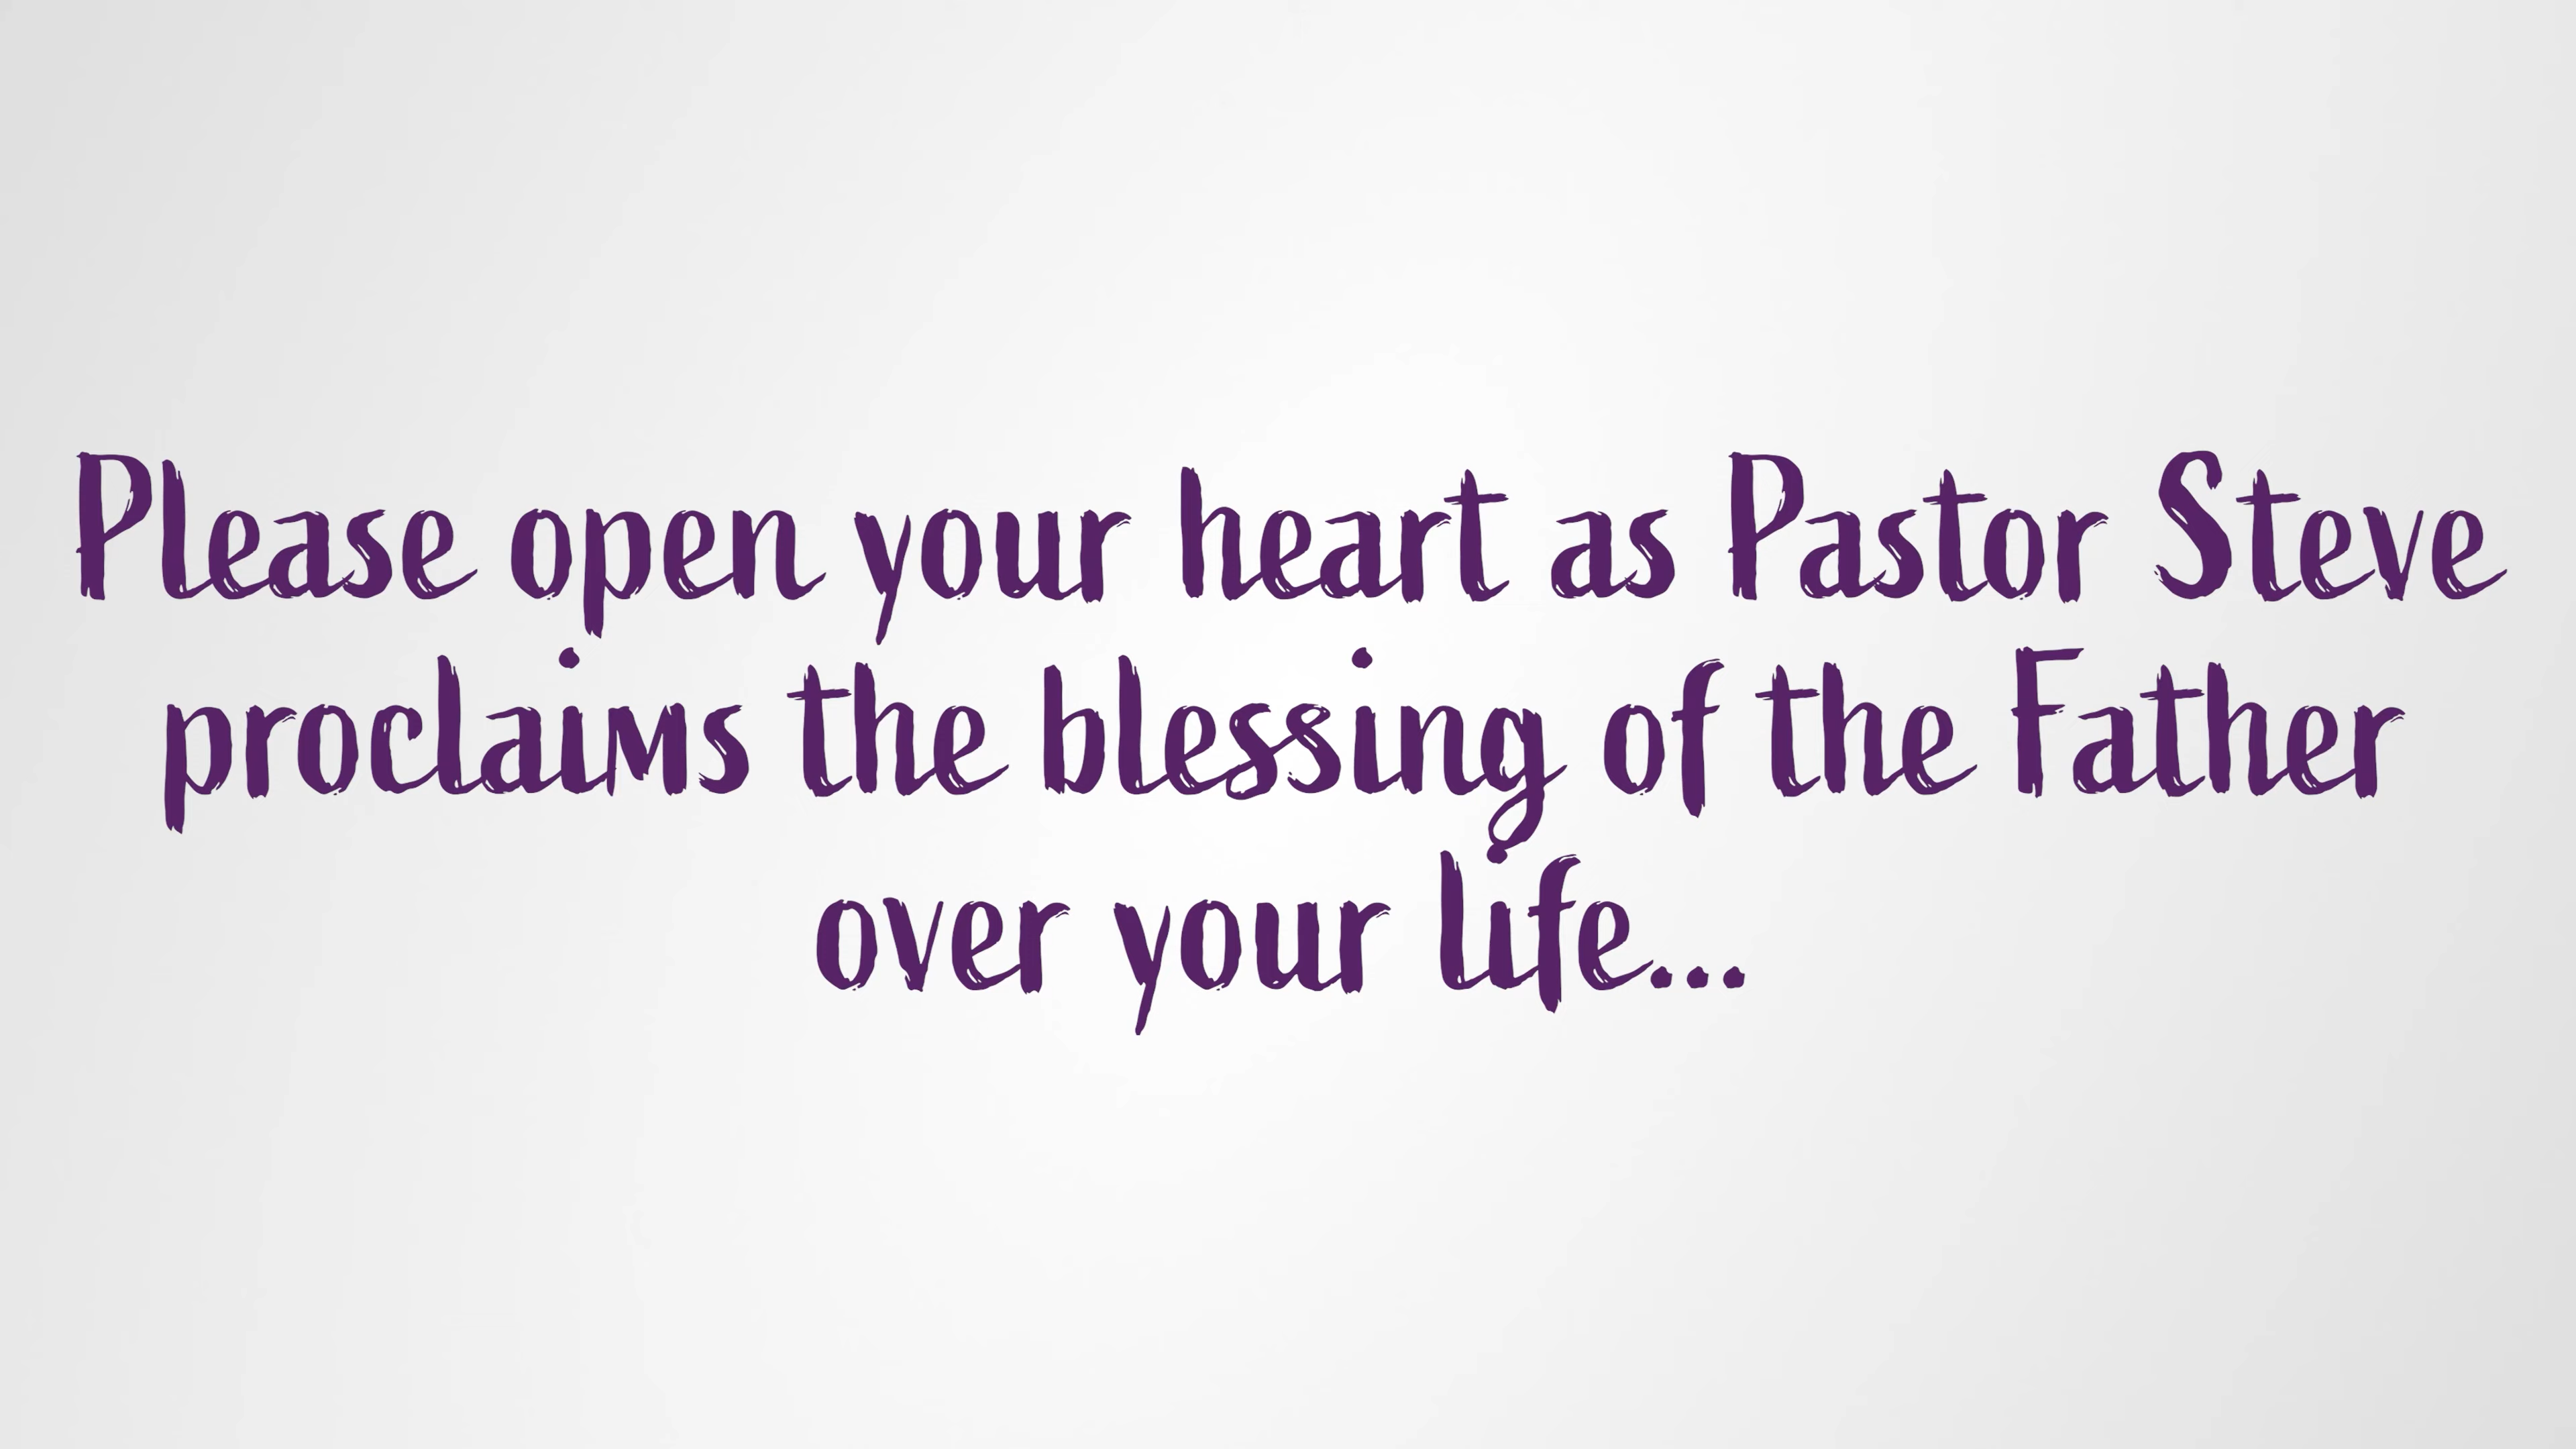 Please open your heart as Pastor Steve
proclaims the blessing of the Father
over your life...